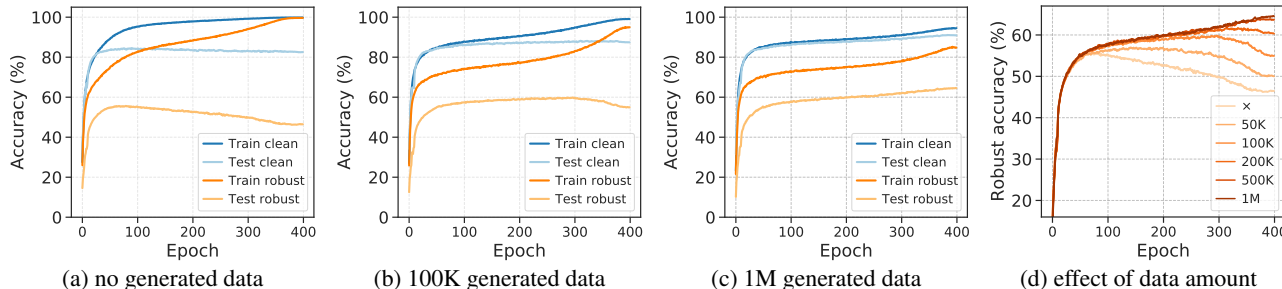 Accuracy (%)
100
80
60
40
20
0
Train clean
Test clean
Train robust
Test robust
0
100
200
300
400
Epoch
(a) no generated data
Accuracy (%)
100
80
60
40
20
0
Train clean
Test clean
Train robust
Test robust
0
100
200
300
400
Epoch
(b) 100K generated data
Accuracy (%)
100
80
60
40
20
0
Train clean
Test clean
Train robust
Test robust
0
100
200
300
400
Epoch
(c) 1M generated data
Robust accuracy (%)
60
50
40
30
20
×
50K
100K
200K
500K
1M
0
100
200
300
400
Epoch
(d) effect of data amount